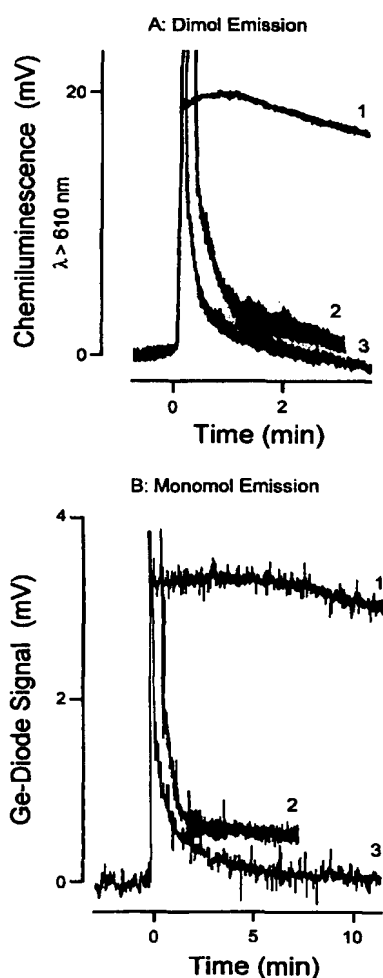 A: Dimol Emission
Chemiluminescence (mV)
λ > 610 nm
20
0
1
2
3
0
2
Time (min)
B: Monomol Emission
Ge-Diode Signal (mV)
4
2
0
1
2
3
0
5
10
Time (min)